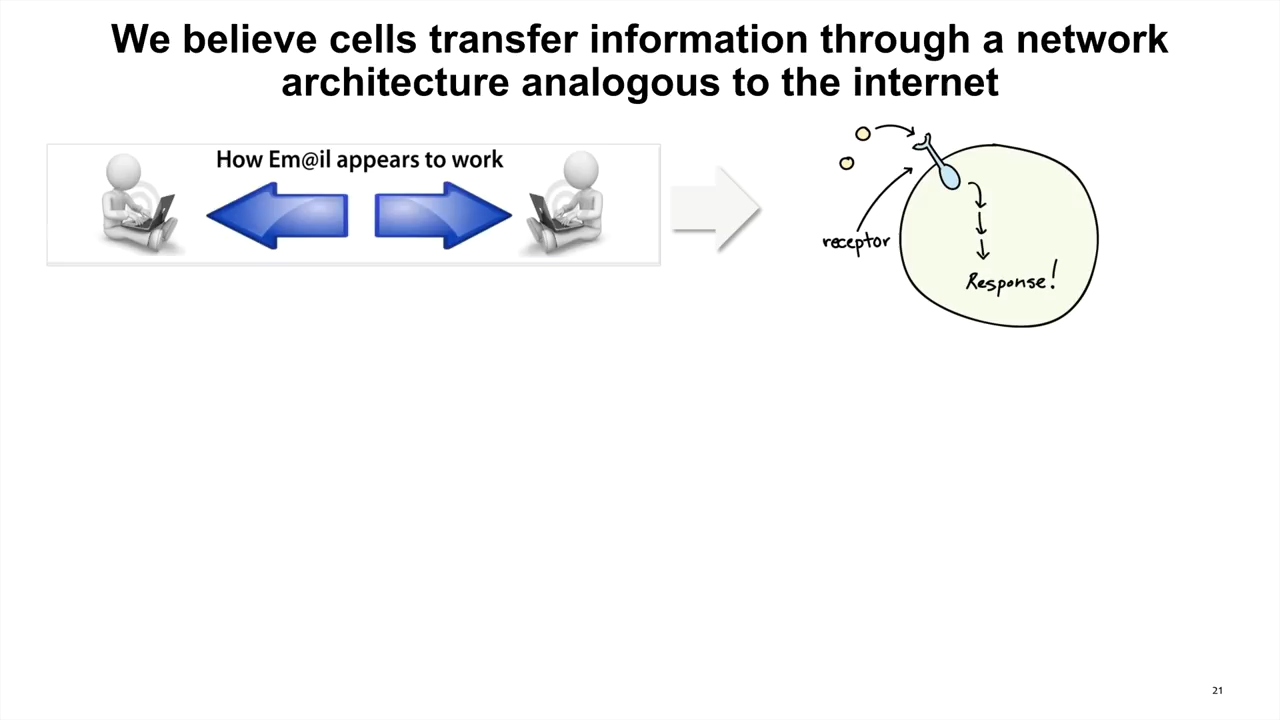 We believe cells transfer information through a network
architecture analogous to the internet
How Em@il appears to work
receptor
Response!
21